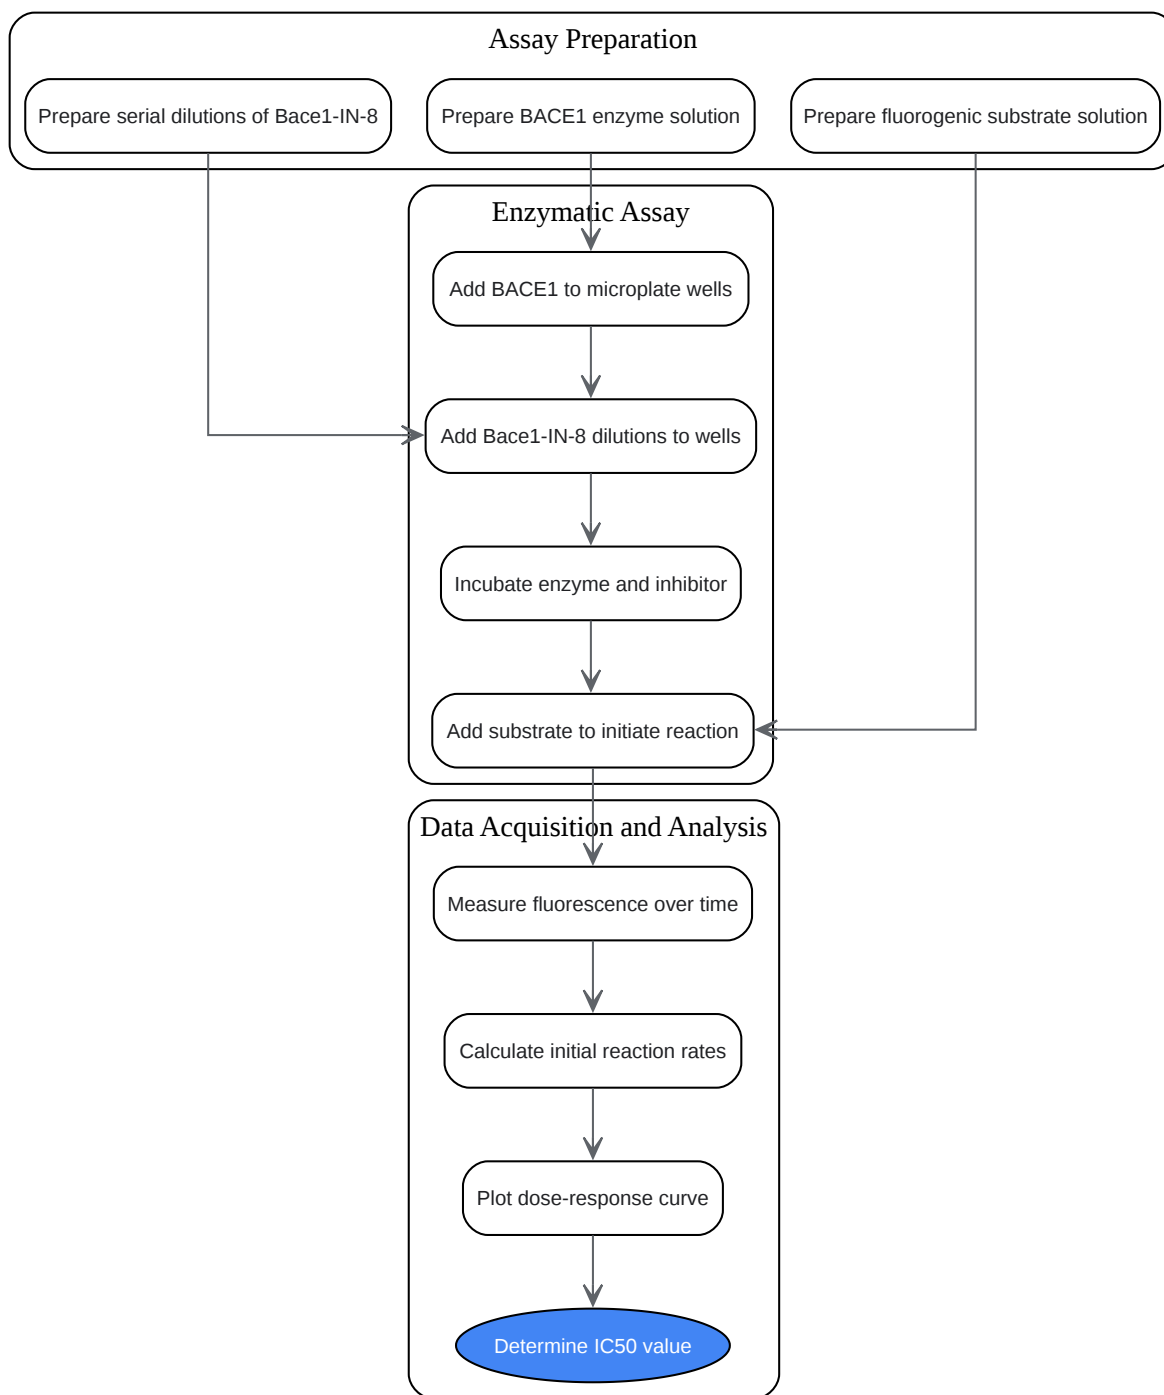 Assay Preparation
Prepare serial dilutions of Bace1-IN-8
Prepare BACE1 enzyme solution
Prepare fluorogenic substrate solution
Enzymatic Assay
Add BACE1 to microplate wells
Add Bace1-IN-8 dilutions to wells
Incubate enzyme and inhibitor
Add substrate to initiate reaction
Data Acquisition and Analysis
Measure fluorescence over time
Calculate initial reaction rates
Plot dose-response curve
Determine IC50 value